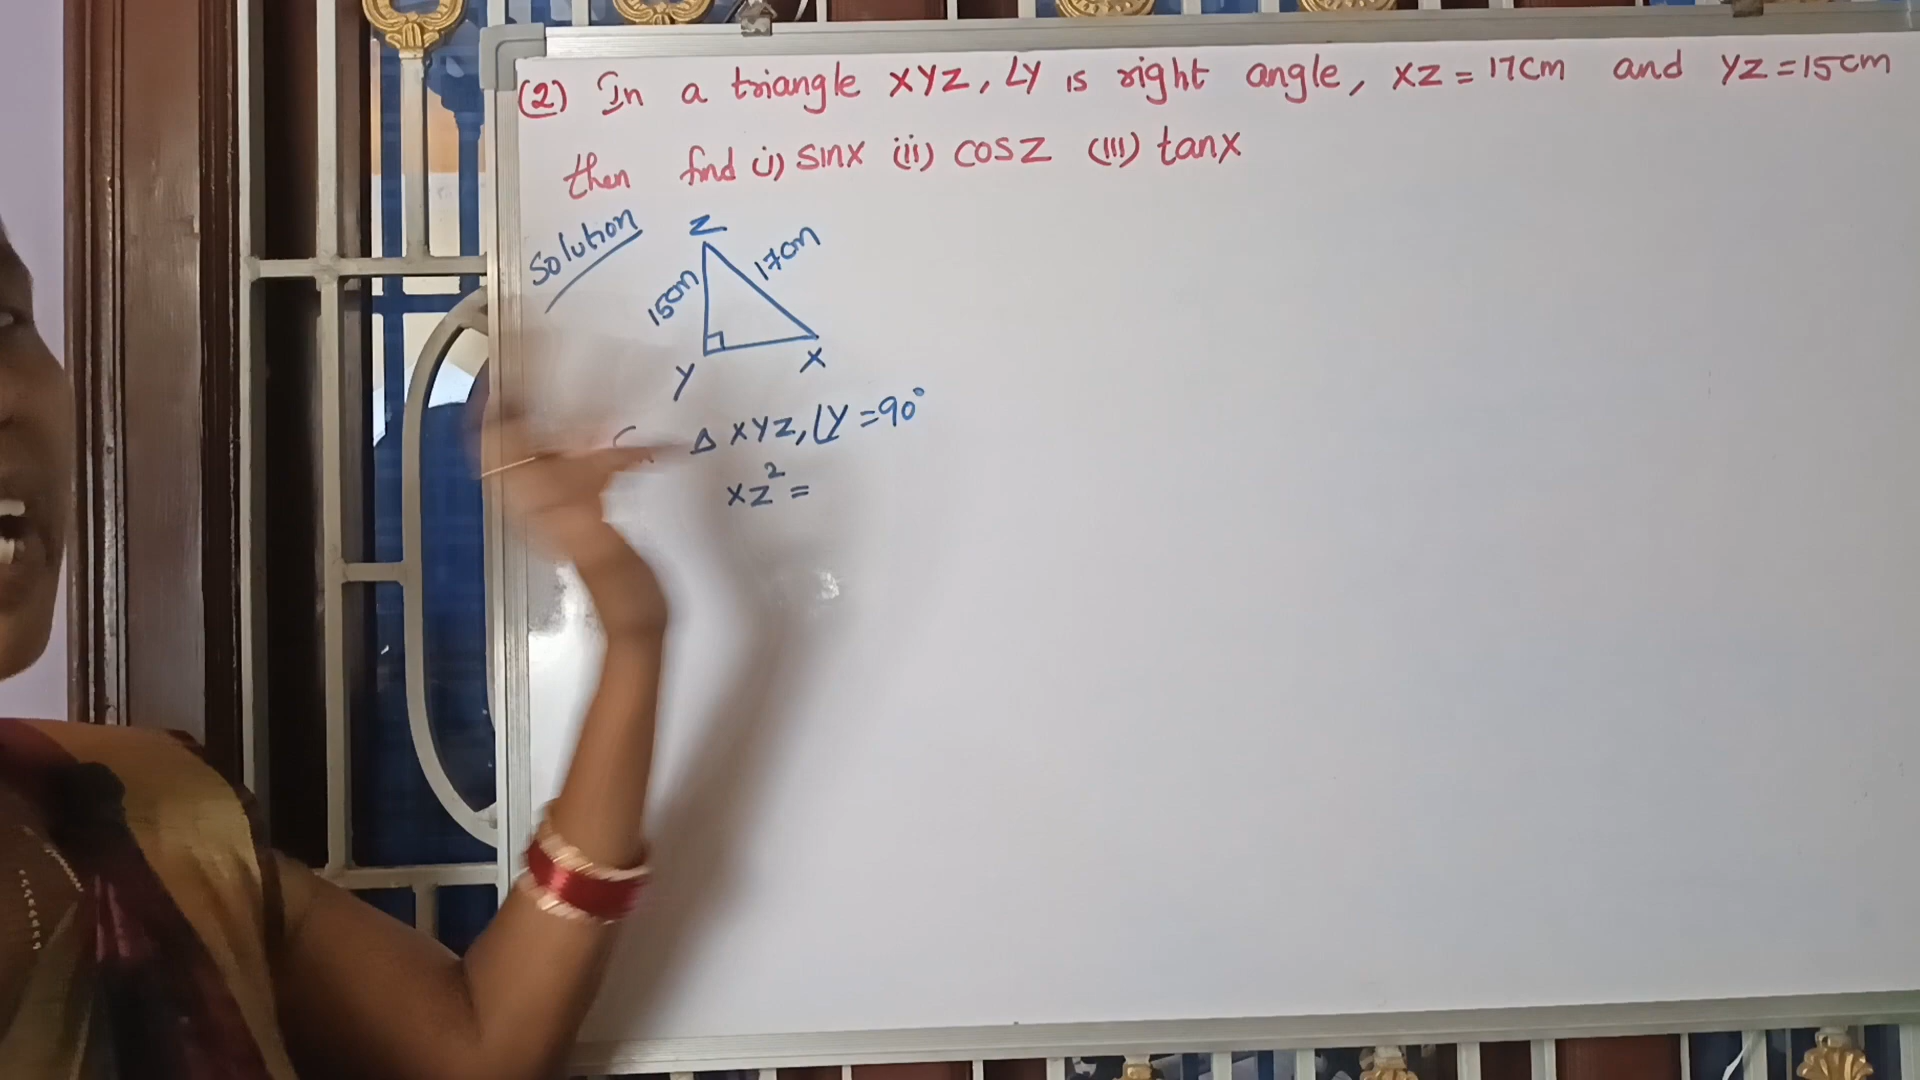 (2) In a triangle XYZ, ∠Y is right angle, XZ = 17cm and YZ = 15cm
then find i) sinx (ii) cosZ (iii) tanx
Solution
Z
15cm
17cm
Y
X
Δ XYZ, ∠Y = 90°
XZ² =